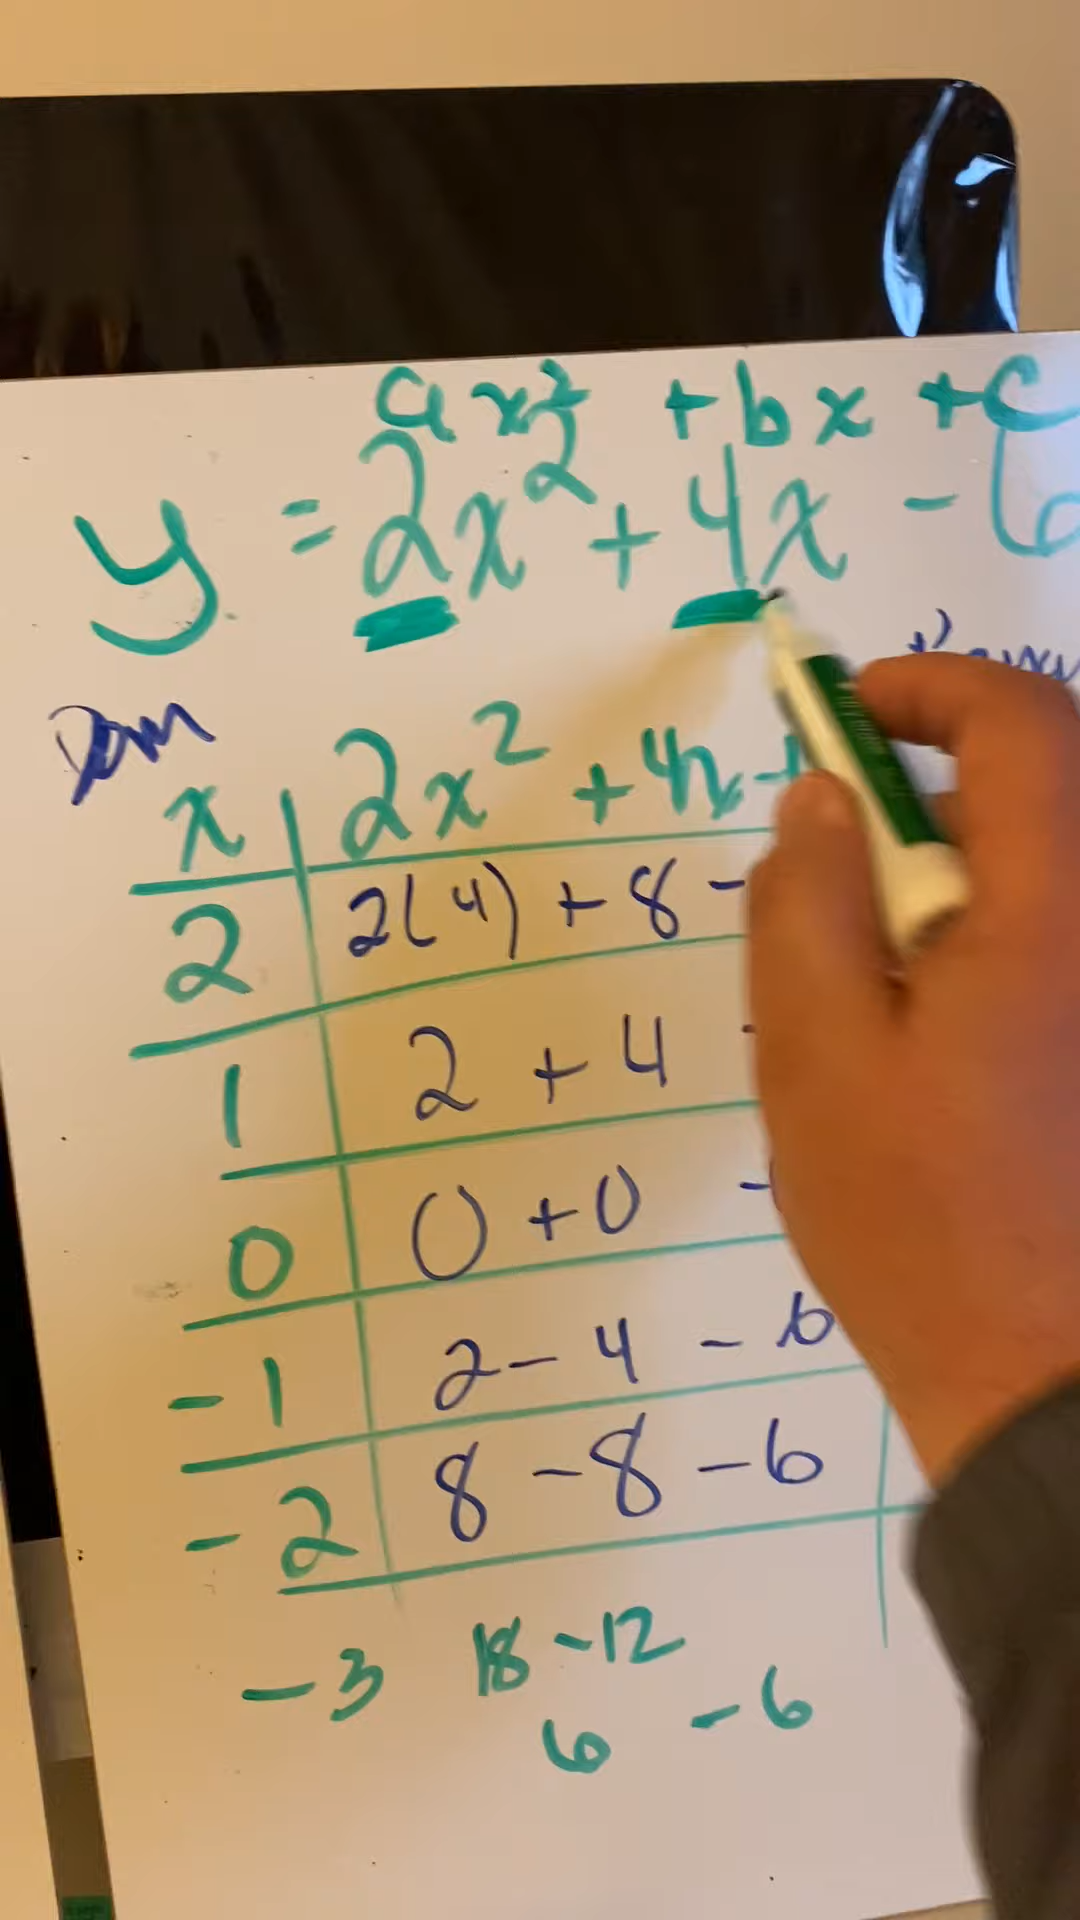 ax² + bx + c
y = 2x² + 4x - 6
Dom
x 2x² + 4x +
2 2(4) + 8 -
1 2 + 4 -
0 0 + 0 -
-1 2 - 4 - 6
-2 8 - 8 - 6
-3 18 - 12
6 - 6